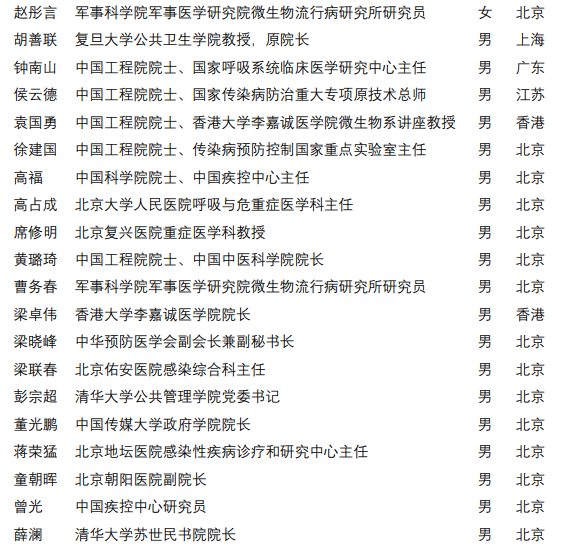 赵彤言 军事科学院军事医学研究院微生物流行病研究所研究员 女 北京
胡善联 复旦大学公共卫生学院教授，原院长 男 上海
钟南山 中国工程院院士、国家呼吸系统临床医学研究中心主任 男 广东
侯云德 中国工程院院士、国家传染病防治重大专项原技术总师 男 江苏
袁国勇 中国工程院院士、香港大学李嘉诚医学院微生物系讲座教授 男 香港
徐建国 中国工程院院士、传染病预防控制国家重点实验室主任 男 北京
高福 中国科学院院士、中国疾控中心主任 男 北京
高占成 北京大学人民医院呼吸与危重症医学科主任 男 北京
席修明 北京复兴医院重症医学科教授 男 北京
黄璐琦 中国工程院院士、中国中医科学院院长 男 北京
曹务春 军事科学院军事医学研究院微生物流行病研究所研究员 男 北京
梁卓伟 香港大学李嘉诚医学院院长 男 香港
梁晓峰 中华预防医学会副会长兼副秘书长 男 北京
梁联春 北京佑安医院感染综合科主任 男 北京
彭宗超 清华大学公共管理学院党委书记 男 北京
董光鹏 中国传媒大学政府学院院长 男 北京
蒋荣猛 北京地坛医院感染性疾病诊疗和研究中心主任 男 北京
童朝晖 北京朝阳医院副院长 男 北京
曾光 中国疾控中心研究员 男 北京
薛澜 清华大学苏世民书院院长 男 北京